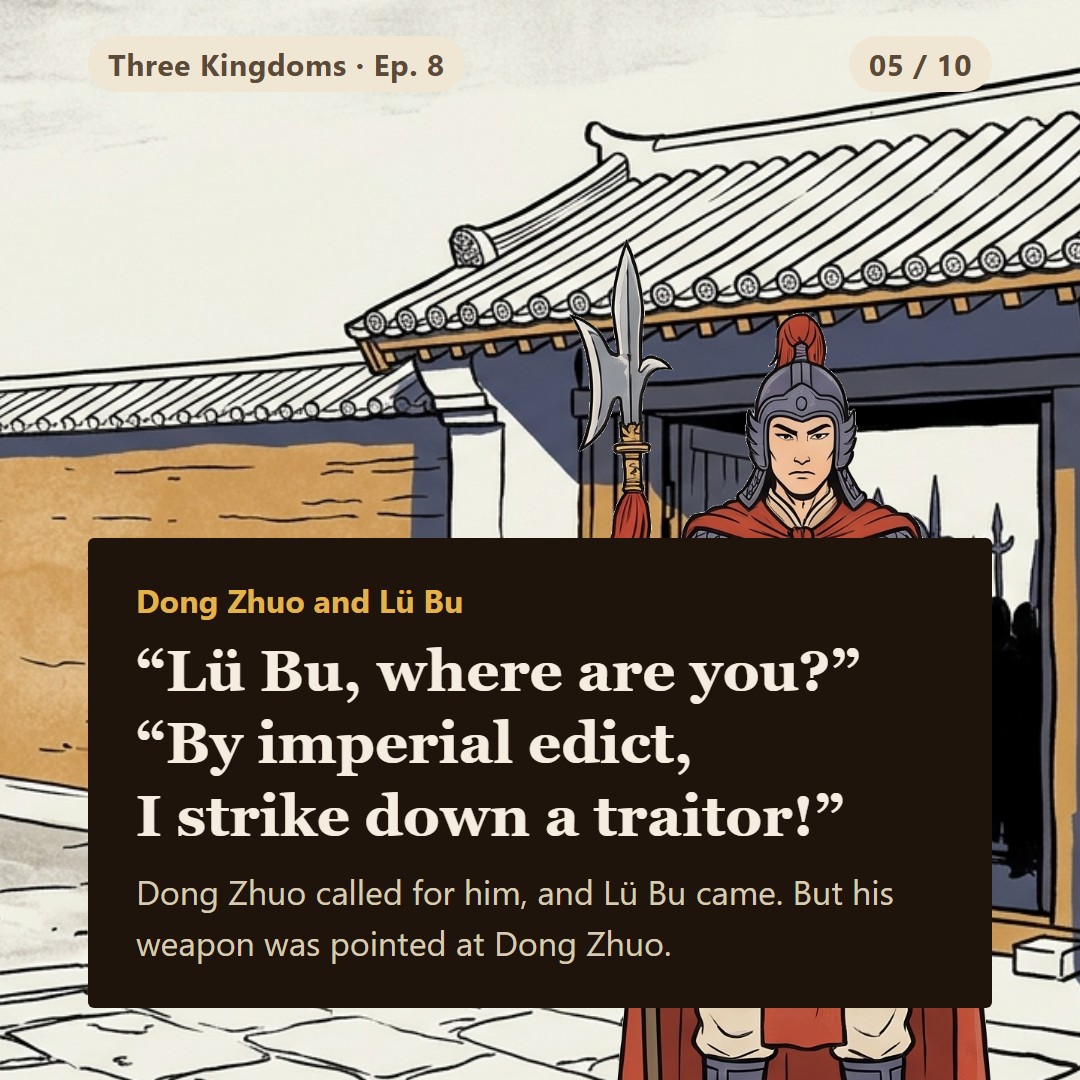 Three Kingdoms · Ep. 8
05 / 10
Dong Zhuo and Lü Bu
“Lü Bu, where are you?”
“By imperial edict,
I strike down a traitor!”
Dong Zhuo called for him, and Lü Bu came. But his
weapon was pointed at Dong Zhuo.